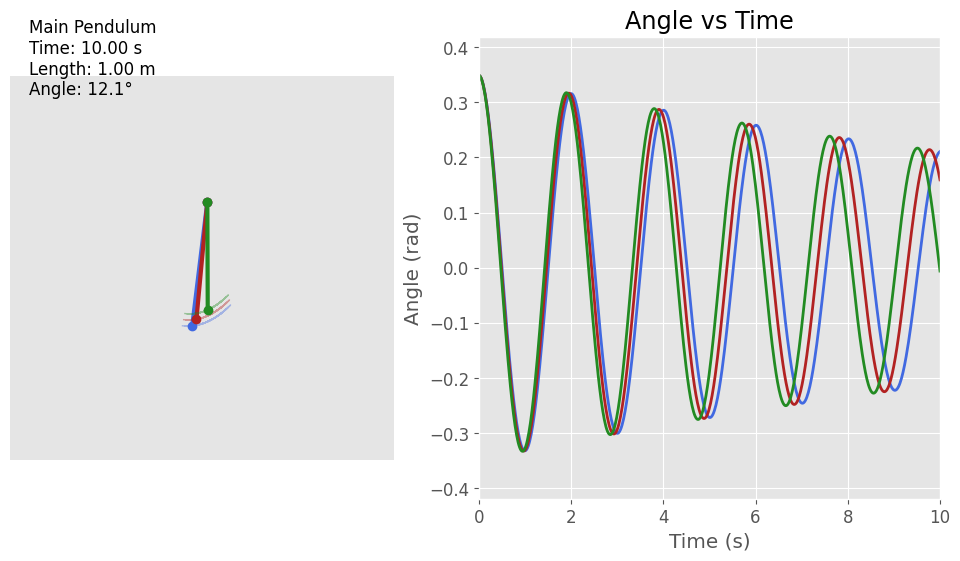 Main Pendulum
Time: 10.00 s
Length: 1.00 m
Angle: 12.1°
Angle vs Time
0.4
0.3
0.2
0.1
0.0
−0.1
−0.2
−0.3
−0.4
Angle (rad)
0 2 4 6 8 10
Time (s)